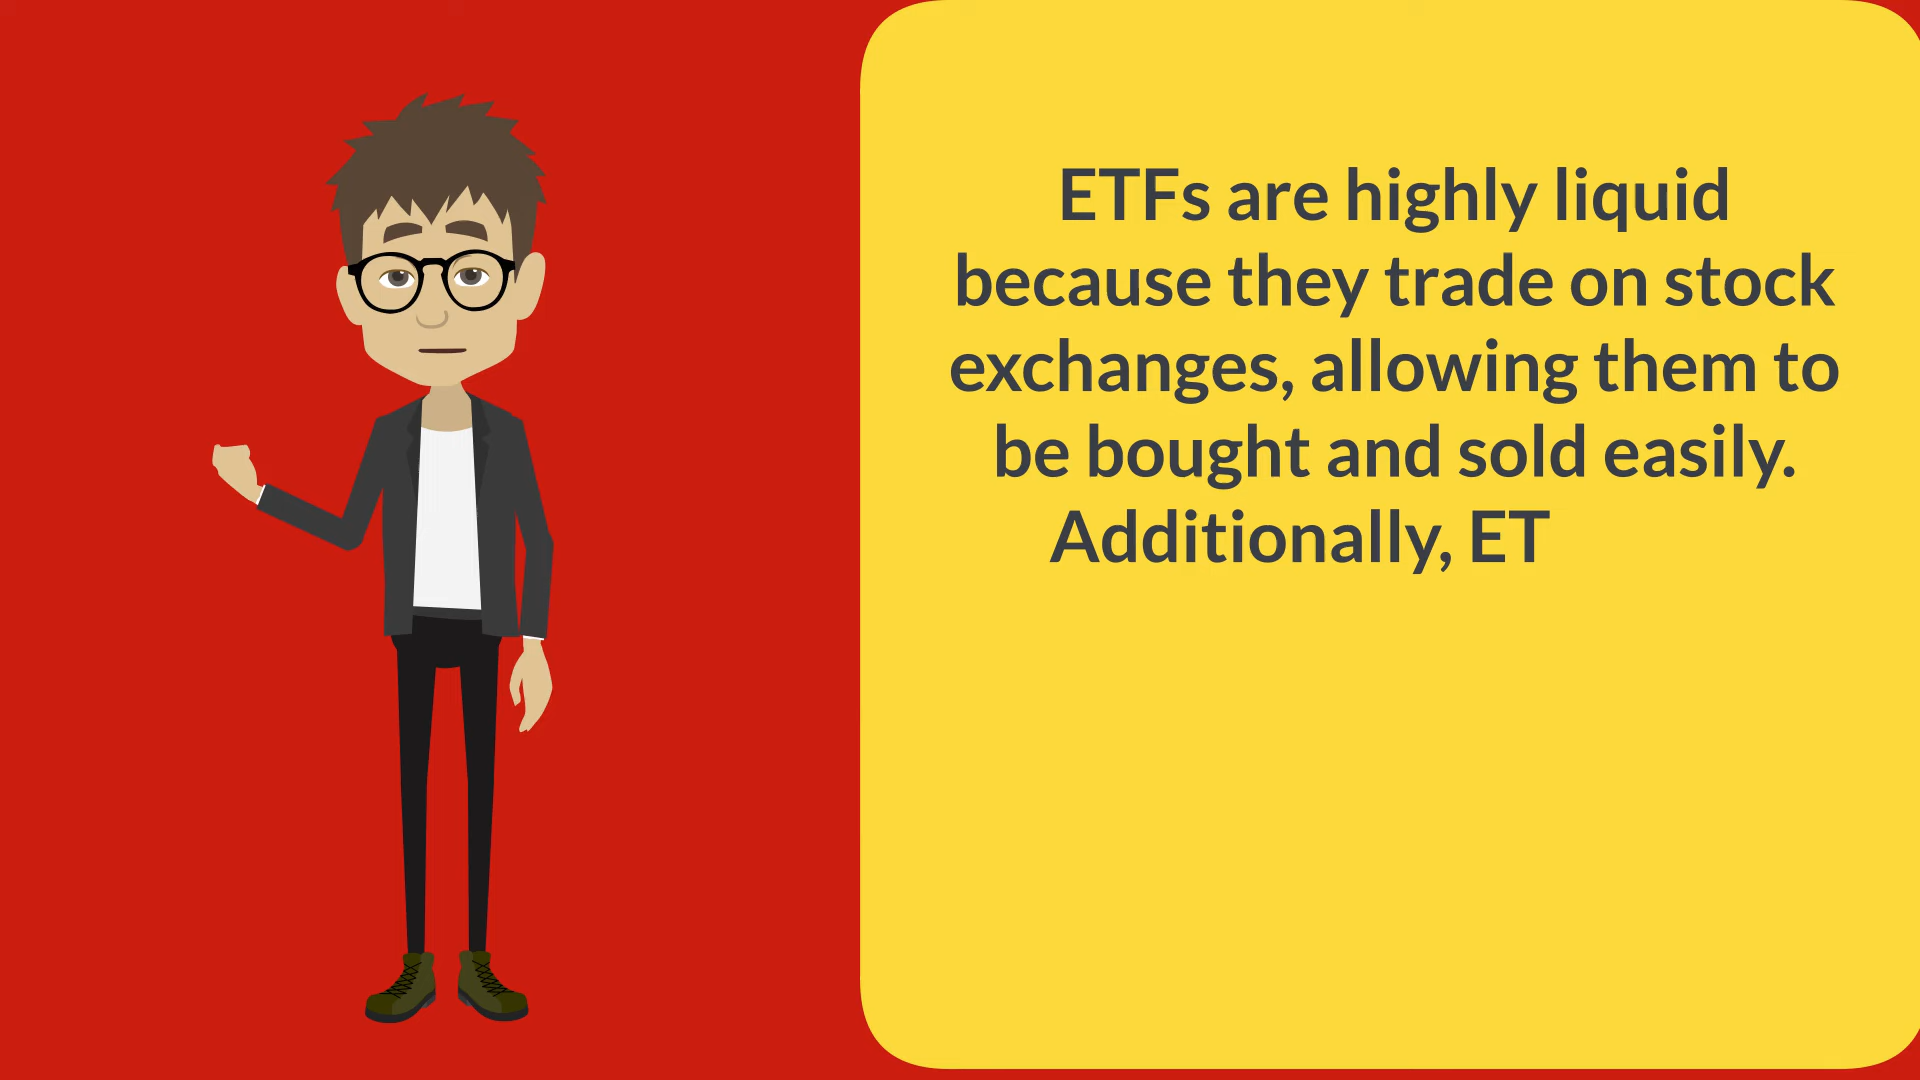 ETFs are highly liquid
because they trade on stock
exchanges, allowing them to
be bought and sold easily.
Additionally, ET